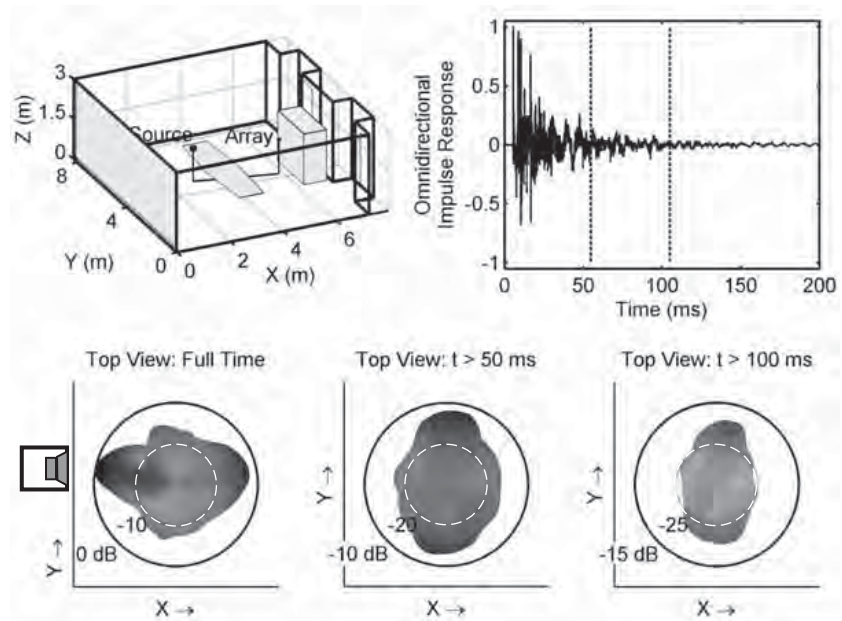 3
1.5
0
Z (m)
8
4
0
Y (m)
0
2
4
6
X (m)
Source
Array
1
0.5
0
-0.5
-1
Omnidirectional
Impulse Response
0
50
100
150
200
Time (ms)
Top View: Full Time
Top View: t > 50 ms
Top View: t > 100 ms
-10
0 dB
Y →
X →
-20
-10 dB
Y →
X →
-25
-15 dB
Y →
X →